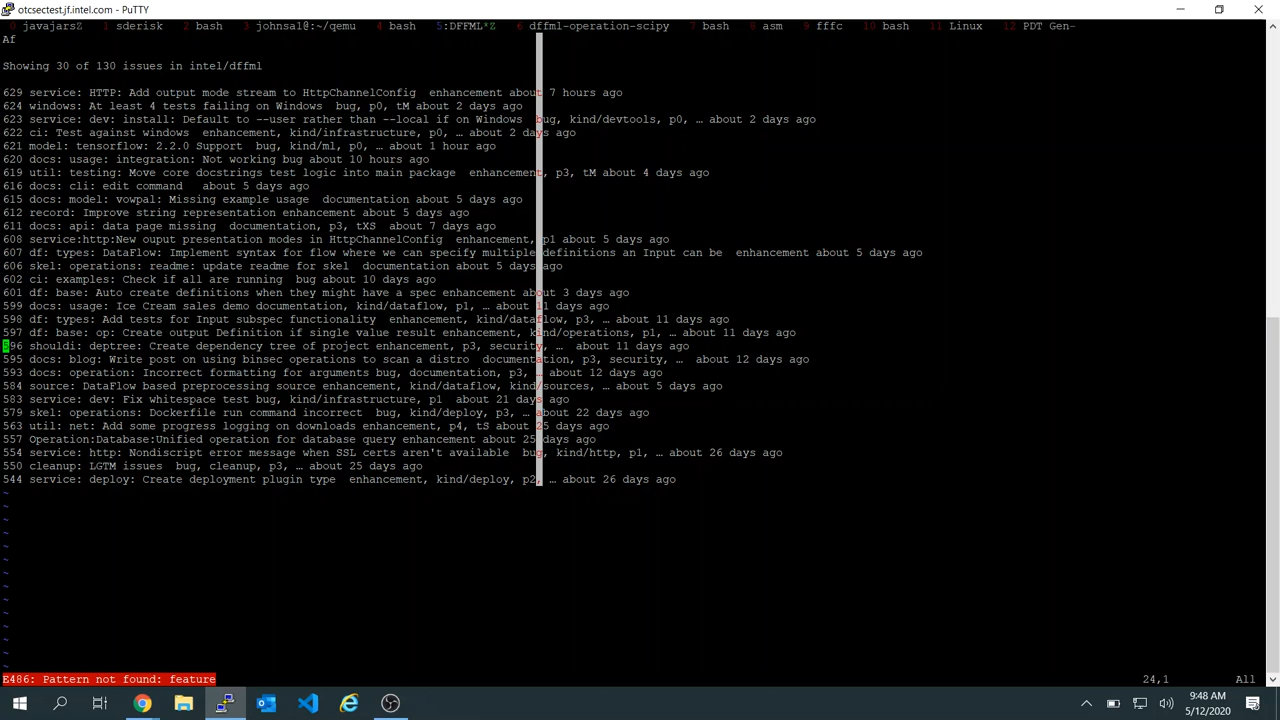 otcsectest.jf.intel.com - PuTTY
0 javajarsZ 1 sderisk 2 bash 3 johnsa1@:~/qemu 4 bash 5:DFFML*Z 6 dffml-operation-scipy 7 bash 8 asm 9 fffc 10 bash 11 Linux 12 PDT Gen-
Af
Showing 30 of 130 issues in intel/dffml
629 service: HTTP: Add output mode stream to HttpChannelConfig enhancement about 7 hours ago
624 windows: At least 4 tests failing on Windows bug, p0, tM about 2 days ago
623 service: dev: install: Default to --user rather than --local if on Windows bug, kind/devtools, p0, … about 2 days ago
622 ci: Test against windows enhancement, kind/infrastructure, p0, … about 2 days ago
621 model: tensorflow: 2.2.0 Support bug, kind/ml, p0, … about 1 hour ago
620 docs: usage: integration: Not working bug about 10 hours ago
619 util: testing: Move core docstrings test logic into main package enhancement, p3, tM about 4 days ago
616 docs: cli: edit command about 5 days ago
615 docs: model: vowpal: Missing example usage documentation about 5 days ago
612 record: Improve string representation enhancement about 5 days ago
611 docs: api: data page missing documentation, p3, tXS about 7 days ago
608 service:http:New ouput presentation modes in HttpChannelConfig enhancement, p1 about 5 days ago
607 df: types: DataFlow: Implement syntax for flow where we can specify multiple definitions an Input can be enhancement about 5 days ago
606 skel: operations: readme: update readme for skel documentation about 5 days ago
602 ci: examples: Check if all are running bug about 10 days ago
601 df: base: Auto create definitions when they might have a spec enhancement about 3 days ago
599 docs: usage: Ice Cream sales demo documentation, kind/dataflow, p1, … about 11 days ago
598 df: types: Add tests for Input subspec functionality enhancement, kind/dataflow, p3, … about 11 days ago
597 df: base: op: Create output Definition if single value result enhancement, kind/operations, p1, … about 11 days ago
596 shouldi: deptree: Create dependency tree of project enhancement, p3, security, … about 11 days ago
595 docs: blog: Write post on using binsec operations to scan a distro documentation, p3, security, … about 12 days ago
593 docs: operation: Incorrect formatting for arguments bug, documentation, p3, … about 12 days ago
584 source: DataFlow based preprocessing source enhancement, kind/dataflow, kind/sources, … about 5 days ago
583 service: dev: Fix whitespace test bug, kind/infrastructure, p1 about 21 days ago
579 skel: operations: Dockerfile run command incorrect bug, kind/deploy, p3, … about 22 days ago
563 util: net: Add some progress logging on downloads enhancement, p4, tS about 25 days ago
557 Operation:Database:Unified operation for database query enhancement about 25 days ago
554 service: http: Nondiscript error message when SSL certs aren't available bug, kind/http, p1, … about 26 days ago
550 cleanup: LGTM issues bug, cleanup, p3, … about 25 days ago
544 service: deploy: Create deployment plugin type enhancement, kind/deploy, p2, … about 26 days ago
~
~
~
~
~
~
~
~
~
~
~
~
~
~
E486: Pattern not found: feature 24,1 All
9:48 AM
5/12/2020